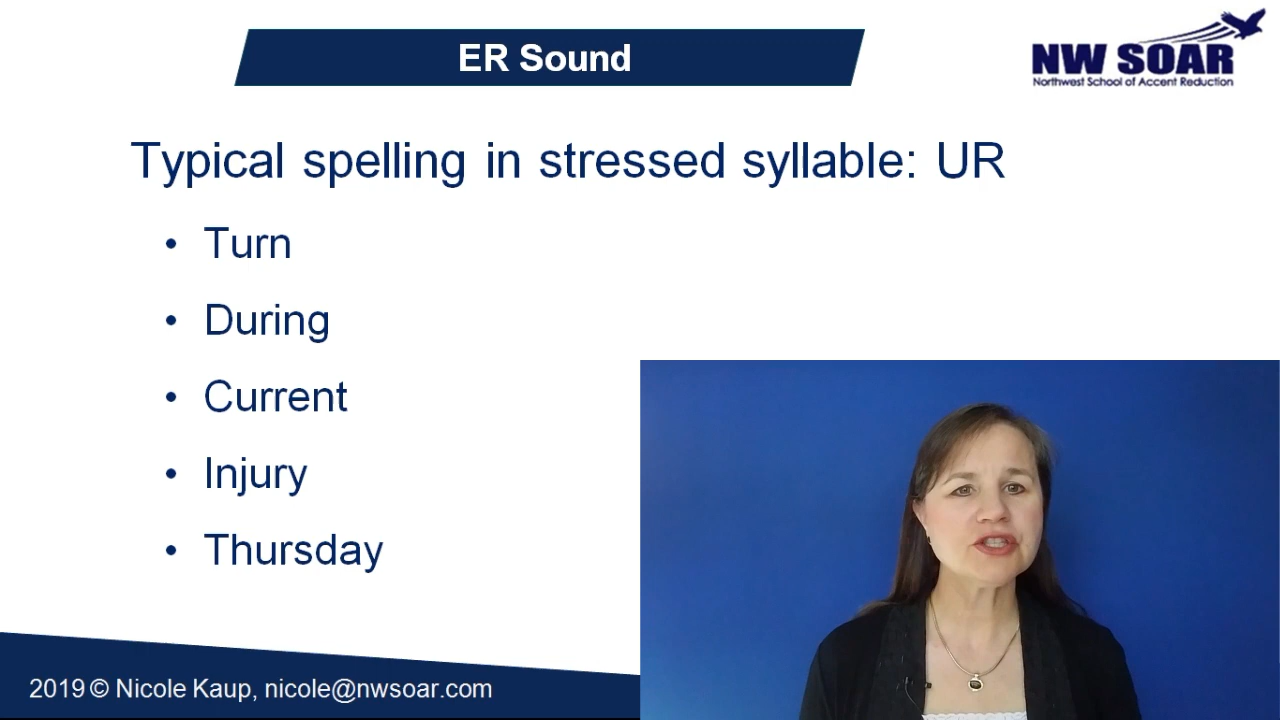 ER Sound
NW SOAR
Northwest School of Accent Reduction
Typical spelling in stressed syllable: UR
• Turn
• During
• Current
• Injury
• Thursday
2019 © Nicole Kaup, nicole@nwsoar.com